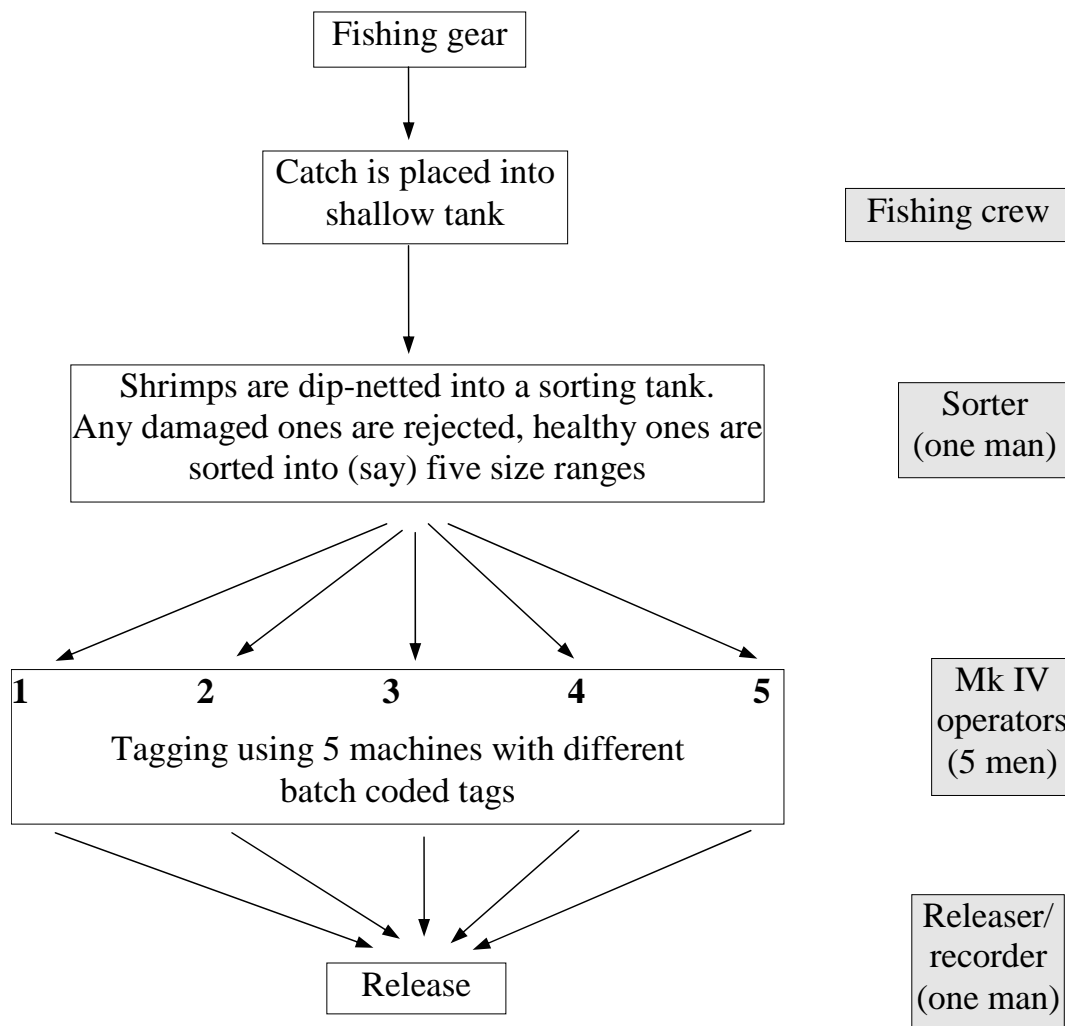 Fishing gear
Catch is placed into
shallow tank
Fishing crew
Shrimps are dip-netted into a sorting tank.
Any damaged ones are rejected, healthy ones are
sorted into (say) five size ranges
Sorter
(one man)
1 2 3 4 5
Tagging using 5 machines with different
batch coded tags
Mk IV
operators
(5 men)
Release
Releaser/
recorder
(one man)